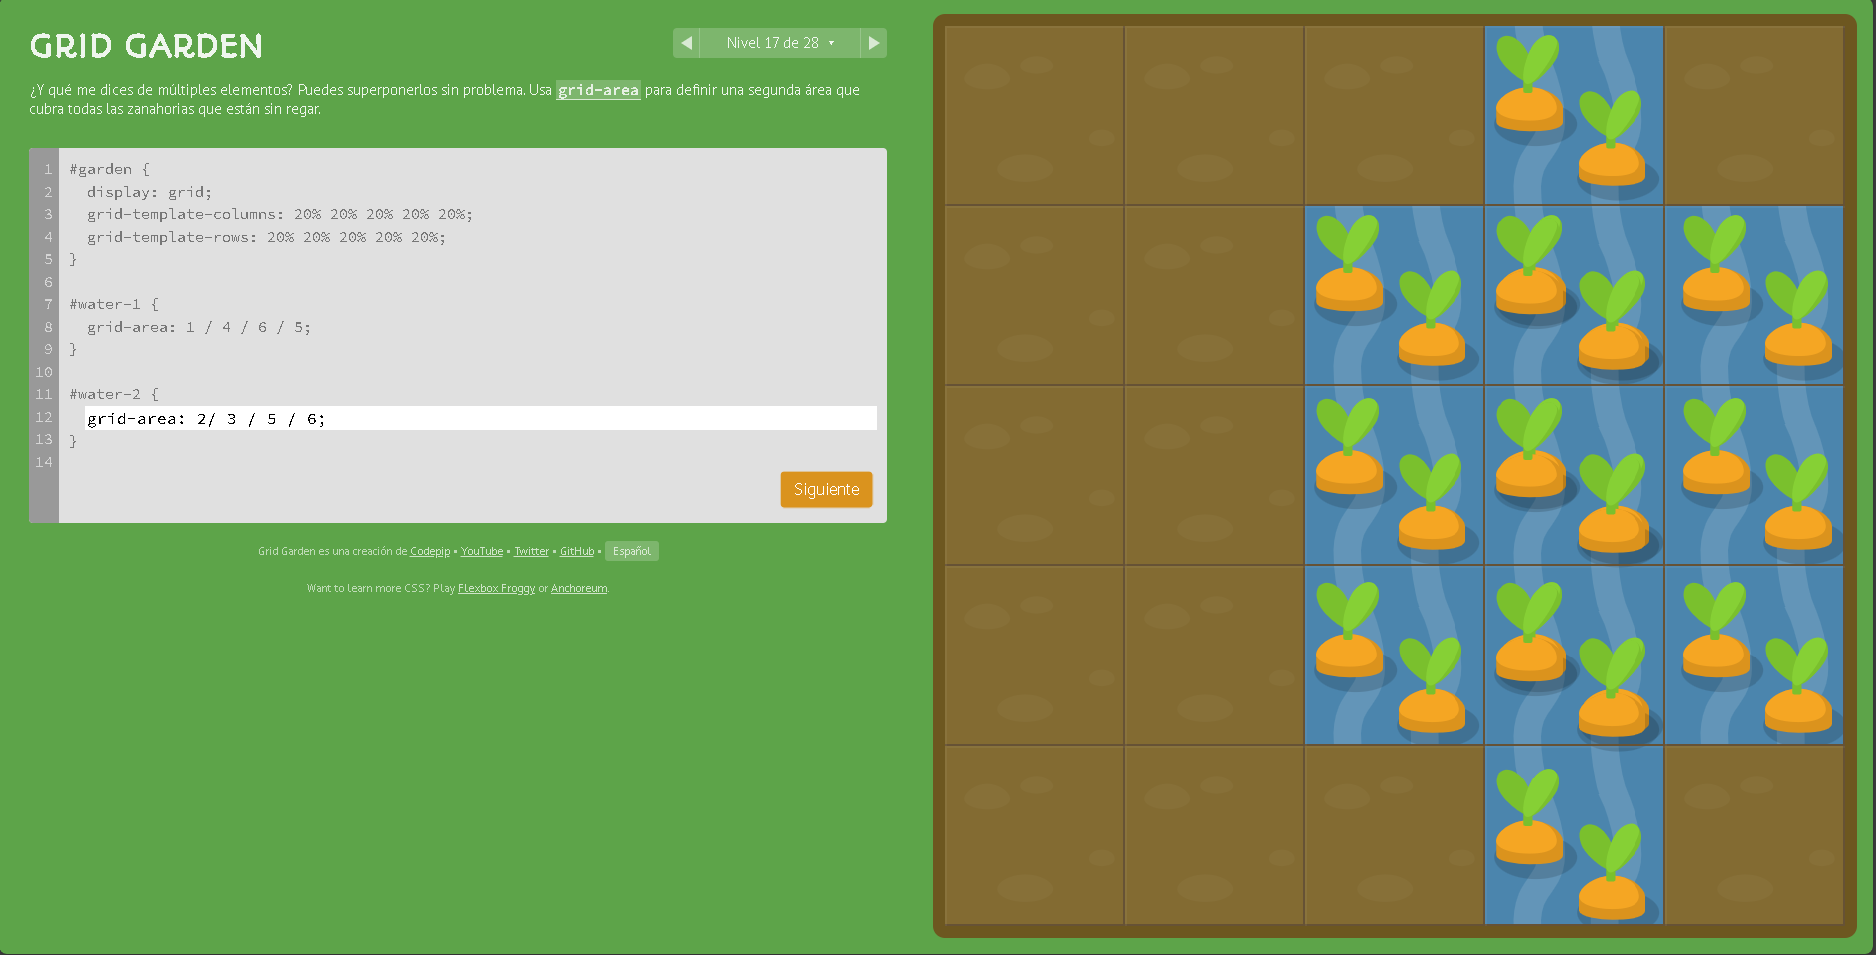 GRID GARDEN
Nivel 17 de 28
¿Y qué me dices de múltiples elementos? Puedes superponerlos sin problema. Usa grid-area para definir una segunda área que
cubra todas las zanahorias que están sin regar.
1 #garden {
2 display: grid;
3 grid-template-columns: 20% 20% 20% 20% 20%;
4 grid-template-rows: 20% 20% 20% 20% 20%;
5 }
6
7 #water-1 {
8 grid-area: 1 / 4 / 6 / 5;
9 }
10
11 #water-2 {
12 grid-area: 2/ 3 / 5 / 6;
13 }
14
Siguiente
Grid Garden es una creación de Codepip • YouTube • Twitter • GitHub • Español
Want to learn more CSS? Play Flexbox Froggy or Anchoreum.